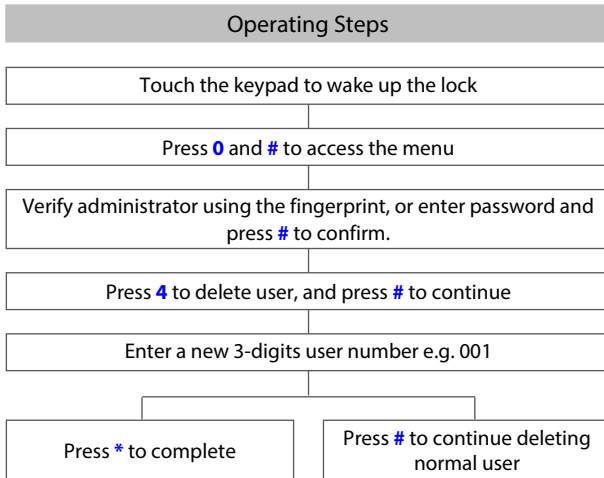 Operating Steps
Touch the keypad to wake up the lock
Press 0 and # to access the menu
Verify administrator using the fingerprint, or enter password and
press # to confirm.
Press 4 to delete user, and press # to continue
Enter a new 3-digits user number e.g. 001
Press * to complete
Press # to continue deleting
normal user